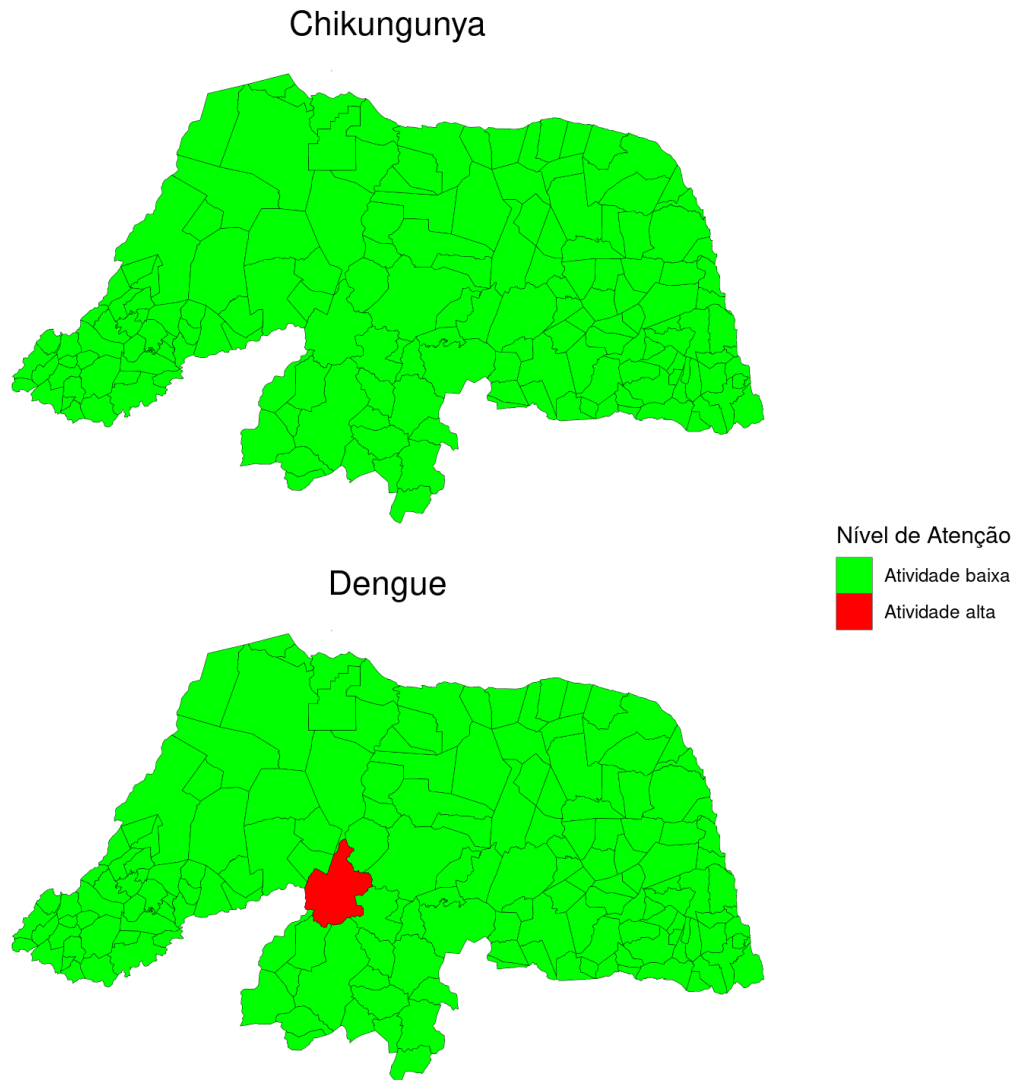 Chikungunya
Nível de Atenção
Atividade baixa
Atividade alta
Dengue